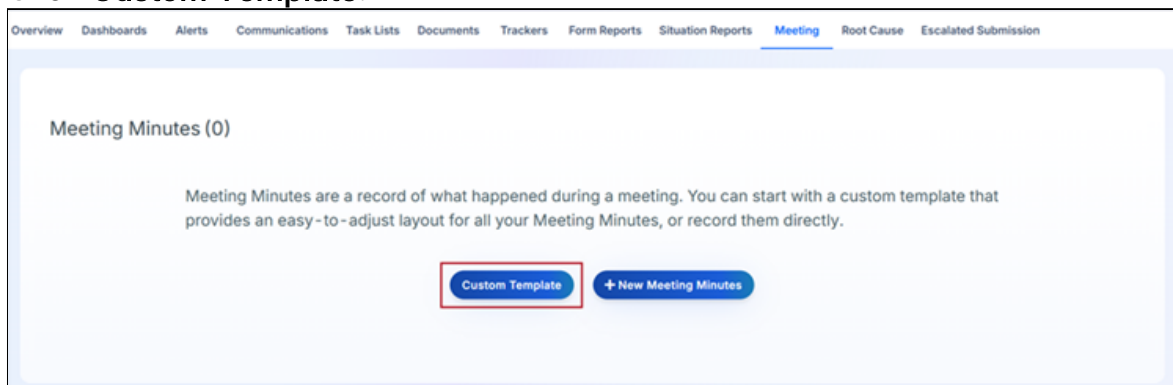 Custom Template.
Overview Dashboards Alerts Communications Task Lists Documents Trackers Form Reports Situation Reports Meeting Root Cause Escalated Submission
Meeting Minutes (0)
Meeting Minutes are a record of what happened during a meeting. You can start with a custom template that
provides an easy-to-adjust layout for all your Meeting Minutes, or record them directly.
Custom Template + New Meeting Minutes